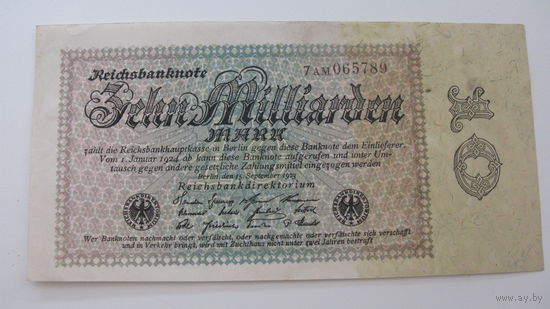 Reichsbanknote
7 AM 065789
Zehn Milliarden
MARK
zahlt die Reichsbankhauptkasse in Berlin gegen diese Banknote dem Einlieferer.
Vom 1. Januar 1924 ab kann diese Banknote aufgerufen und unter Um-
tausch gegen andere gesetzliche Zahlungsmittel eingezogen werden
Berlin, den 15. September 1923
Reichsbankdirektorium
Wer Banknoten nachmacht oder verfälscht, oder nachgemachte oder verfälschte sich verschafft
und in Verkehr bringt, wird mit Zuchthaus nicht unter zwei Jahren bestraft
www.ay.by